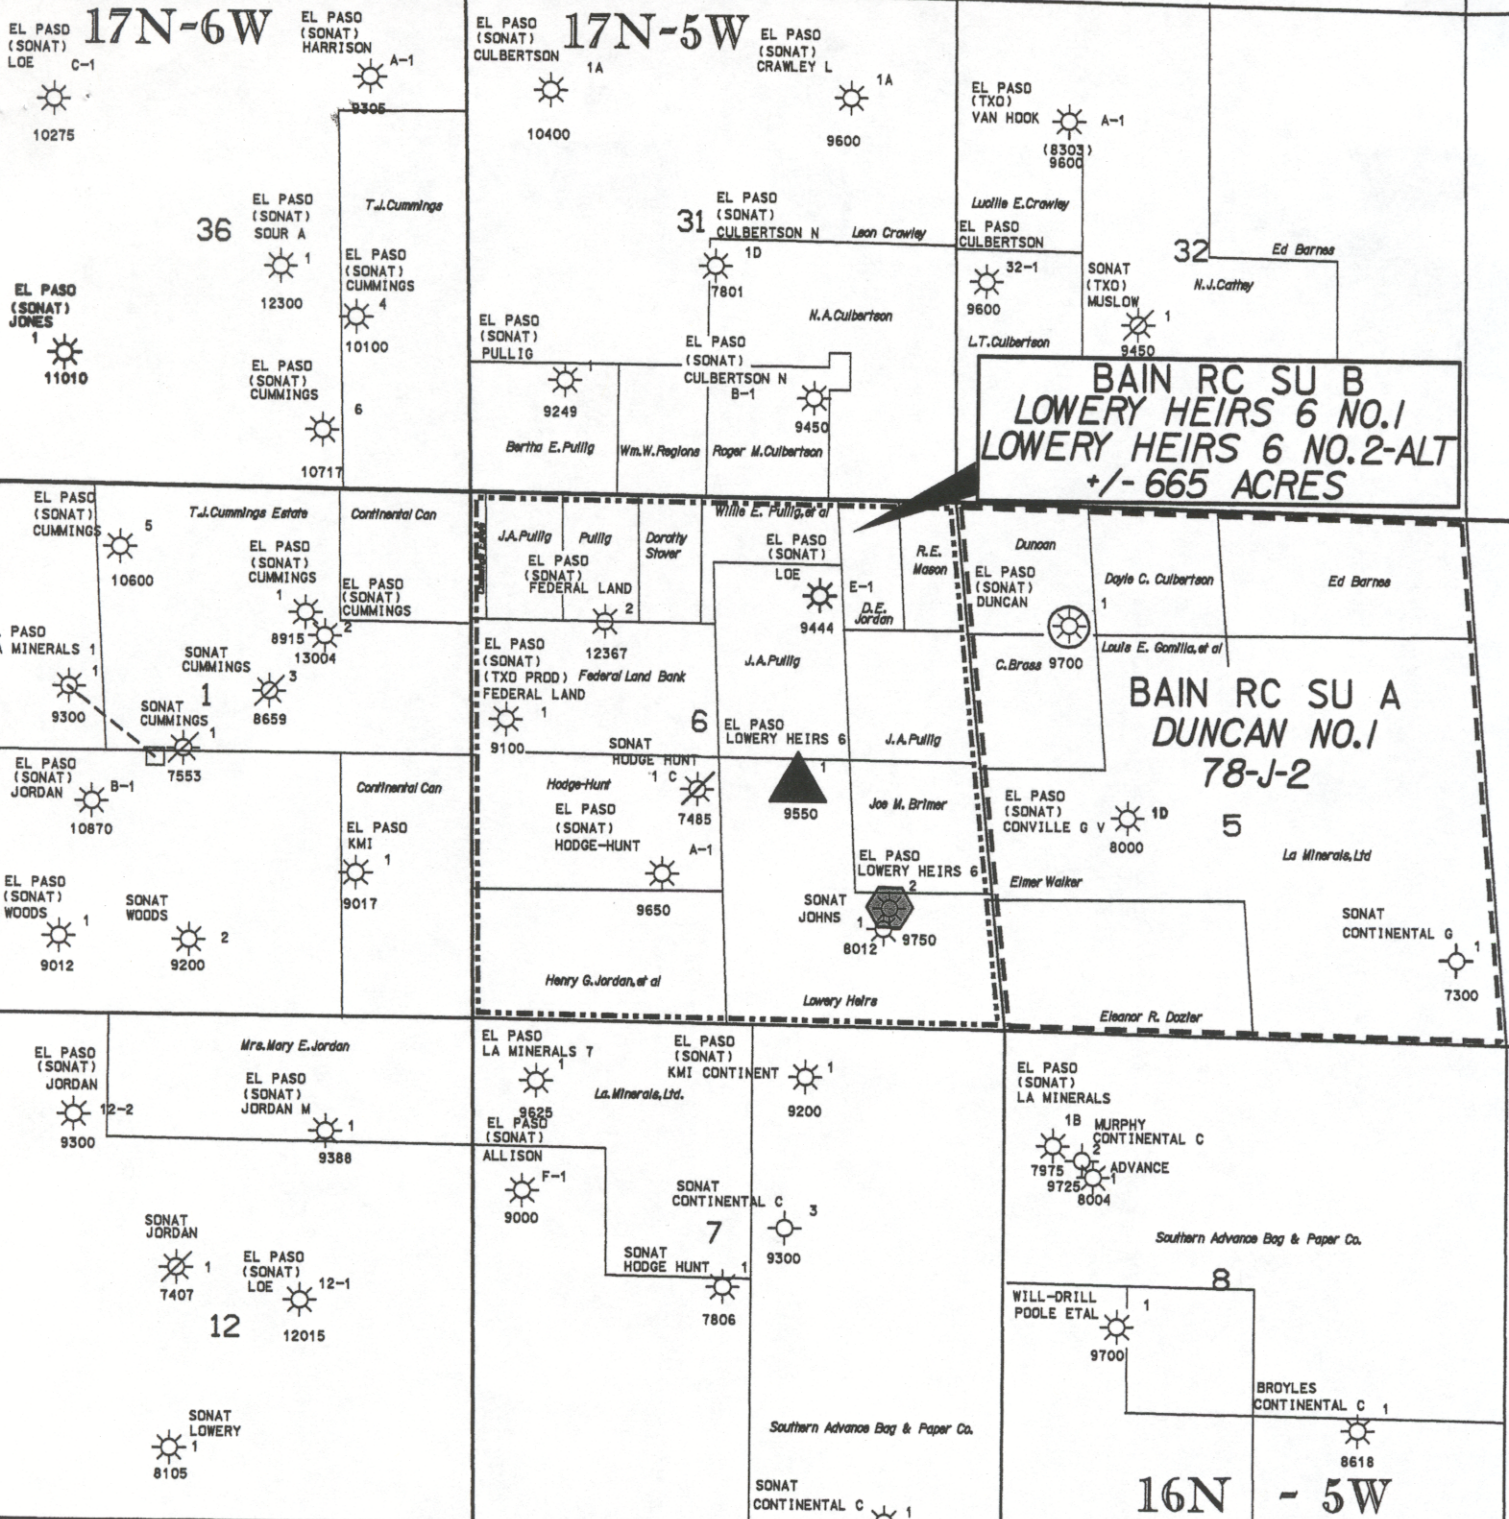 17N-6W
17N-5W
EL PASO
(SONAT)
LOE
C-1
10275
EL PASO
(SONAT)
HARRISON
A-1
9305
EL PASO
(SONAT)
CULBERTSON
1A
10400
EL PASO
(SONAT)
CRAWLEY L
1A
9600
EL PASO
(TXO)
VAN HOOK
A-1
(8303)
9600
36
EL PASO
(SONAT)
SOUR A
1
12300
T.J.Cummings
EL PASO
(SONAT)
CUMMINGS
4
10100
EL PASO
(SONAT)
JONES
1
11010
EL PASO
(SONAT)
CUMMINGS
6
10717
31
EL PASO
(SONAT)
CULBERTSON N
1D
7801
Leon Crawley
N.A.Culbertson
EL PASO
(SONAT)
PULLIG
1
9249
EL PASO
(SONAT)
CULBERTSON N
B-1
9450
Bertha E.Pullig
Wm.W.Regions
Roger M.Culbertson
Lucille E.Crawley
EL PASO
CULBERTSON
32-1
9600
L.T.Culbertson
SONAT
(TXO)
MUSLOW
1
9450
32
N.J.Cathey
Ed Barnes
BAIN RC SU B
LOWERY HEIRS 6 NO.1
LOWERY HEIRS 6 NO.2-ALT
+/- 665 ACRES
EL PASO
(SONAT)
CUMMINGS
5
10600
T.J.Cummings Estate
Continental Can
EL PASO
(SONAT)
CUMMINGS
1
8915
EL PASO
(SONAT)
CUMMINGS
2
13004
PASO
MINERALS 1
1
9300
SONAT
CUMMINGS
3
8659
1
SONAT
CUMMINGS
1
7553
EL PASO
(SONAT)
JORDAN
B-1
10870
Continental Can
EL PASO
KMI
1
9017
EL PASO
(SONAT)
WOODS
1
9012
SONAT
WOODS
2
9200
J.A.Pullig
Pullig
Dorothy
Stover
Willie E. Pullig,et al
EL PASO
(SONAT)
FEDERAL LAND
2
12367
EL PASO
(SONAT)
LOE
E-1
9444
R.E.
Mason
D.E.
Jordan
EL PASO
(SONAT)
(TXO PROD)
FEDERAL LAND
1
9100
Federal Land Bank
J.A.Pullig
6
EL PASO
LOWERY HEIRS 6
1
9550
J.A.Pullig
SONAT
HODGE HUNT
1 C
7485
Hodge-Hunt
EL PASO
(SONAT)
HODGE-HUNT
A-1
9650
Joe M. Brimer
EL PASO
LOWERY HEIRS 6
2
9750
SONAT
JOHNS
1
8012
Henry G.Jordan,et al
Lowery Heirs
Duncan
EL PASO
(SONAT)
DUNCAN
1
9700
Doyle C. Culbertson
Ed Barnes
C.Brass
Louis E. Gomilla,et al
BAIN RC SU A
DUNCAN NO.1
78-J-2
5
EL PASO
(SONAT)
CONVILLE G V
1D
8000
La Minerals,Ltd
Elmer Walker
SONAT
CONTINENTAL G
1
7300
Eleanor R. Dozier
Mrs.Mary E.Jordan
EL PASO
(SONAT)
JORDAN
12-2
9300
EL PASO
(SONAT)
JORDAN M
1
9388
SONAT
JORDAN
1
7407
EL PASO
(SONAT)
LOE
12-1
12015
12
SONAT
LOWERY
1
8105
EL PASO
LA MINERALS 7
1
9625
La.Minerals,Ltd.
EL PASO
(SONAT)
KMI CONTINENT
1
9200
EL PASO
(SONAT)
ALLISON
F-1
9000
SONAT
CONTINENTAL C
3
9300
7
SONAT
HODGE HUNT
1
7806
Southern Advance Bag & Paper Co.
SONAT
CONTINENTAL C
1
EL PASO
(SONAT)
LA MINERALS
1B
7975
MURPHY
CONTINENTAL C
2
9725
ADVANCE
1
8004
Southern Advance Bag & Paper Co.
8
WILL-DRILL
POOLE ETAL
1
9700
BROYLES
CONTINENTAL C
1
8618
16N - 5W